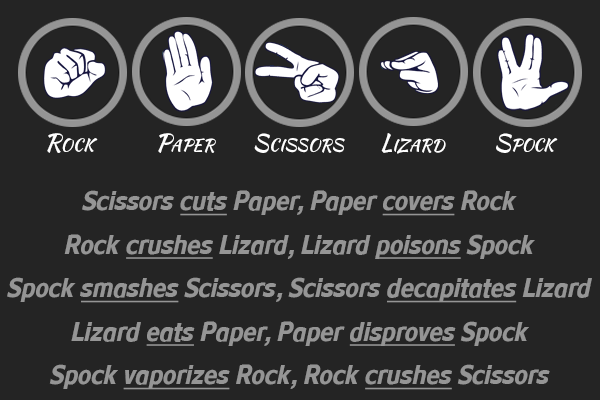 Rock Paper Scissors Lizard Spock
Scissors cuts Paper, Paper covers Rock
Rock crushes Lizard, Lizard poisons Spock
Spock smashes Scissors, Scissors decapitates Lizard
Lizard eats Paper, Paper disproves Spock
Spock vaporizes Rock, Rock crushes Scissors